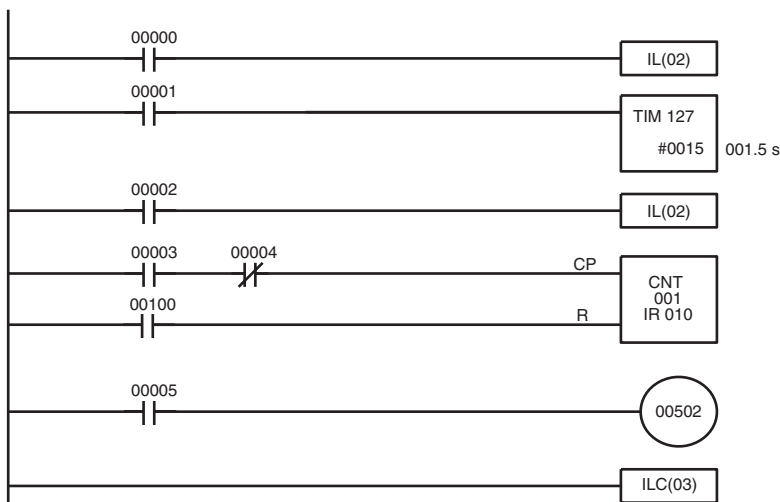 00000
IL(02)
00001
TIM 127
#0015
001.5 s
00002
IL(02)
00003
00004
CP
CNT
001
IR 010
00100
R
00005
00502
ILC(03)